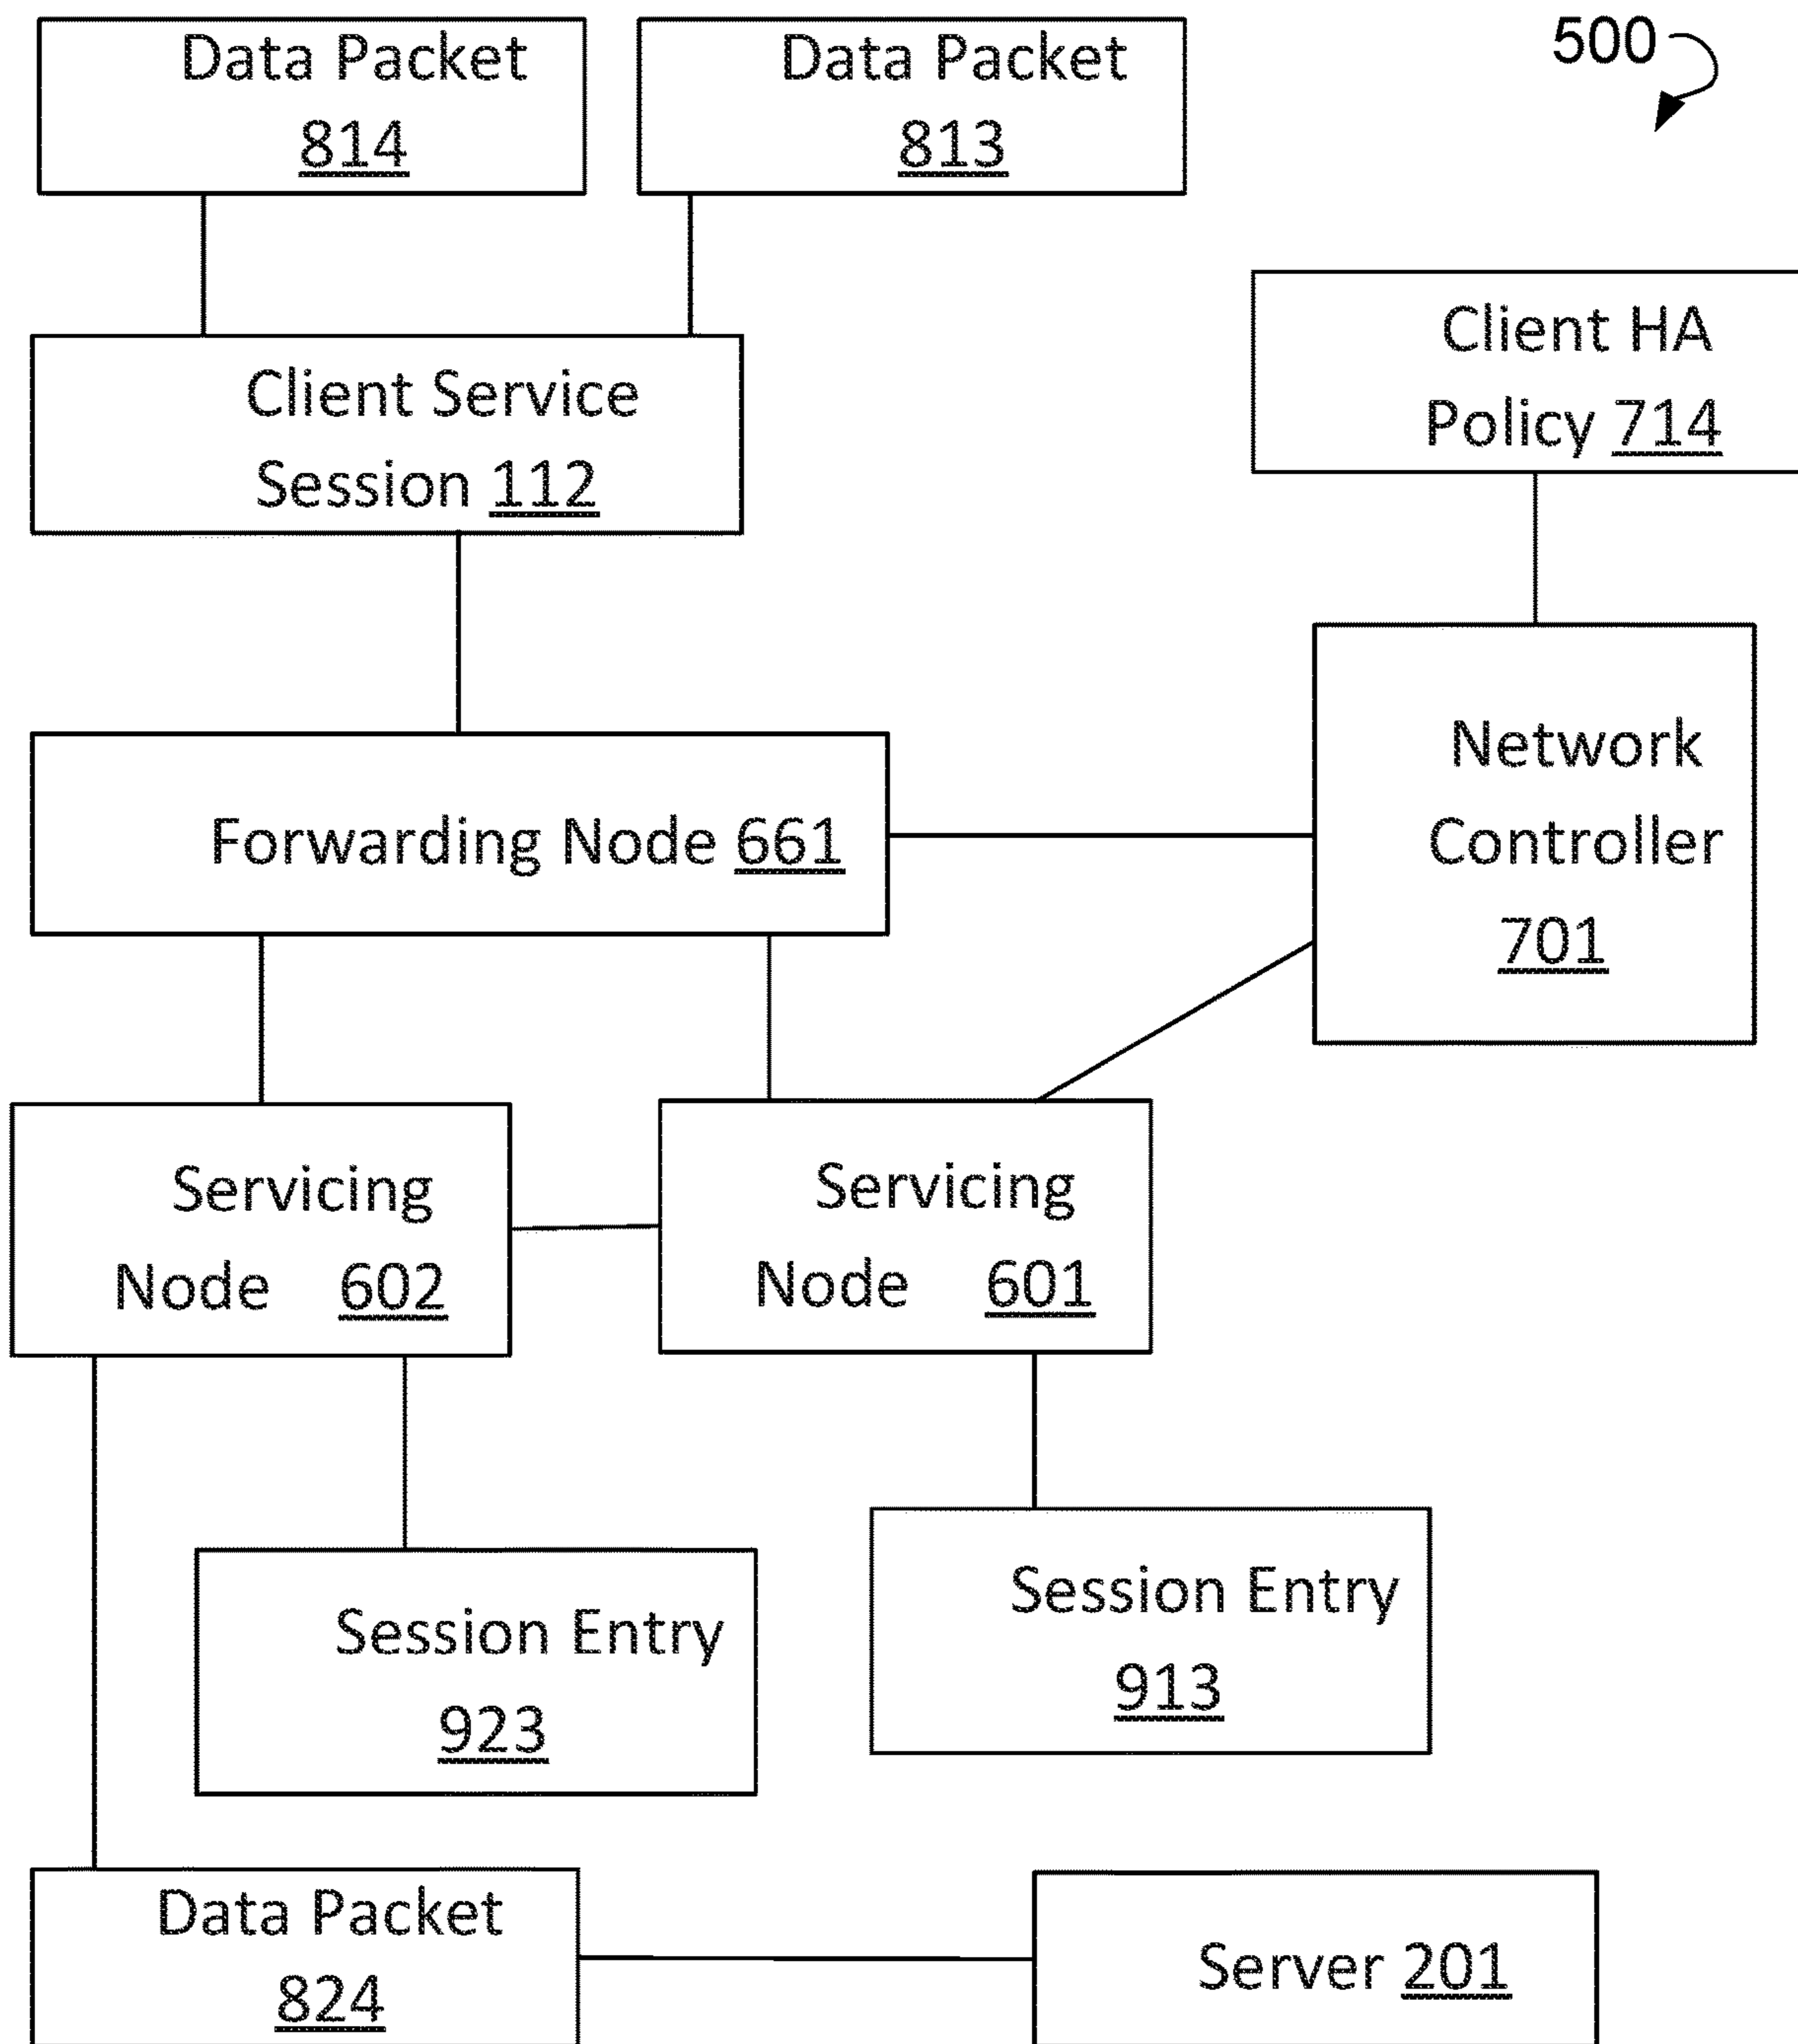 Data Packet
814
Data Packet
813
500
Client Service
Session 112
Client HA
Policy 714
Forwarding Node 661
Network
Controller
701
Servicing
Node 602
Servicing
Node 601
Session Entry
923
Session Entry
913
Data Packet
824
Server 201